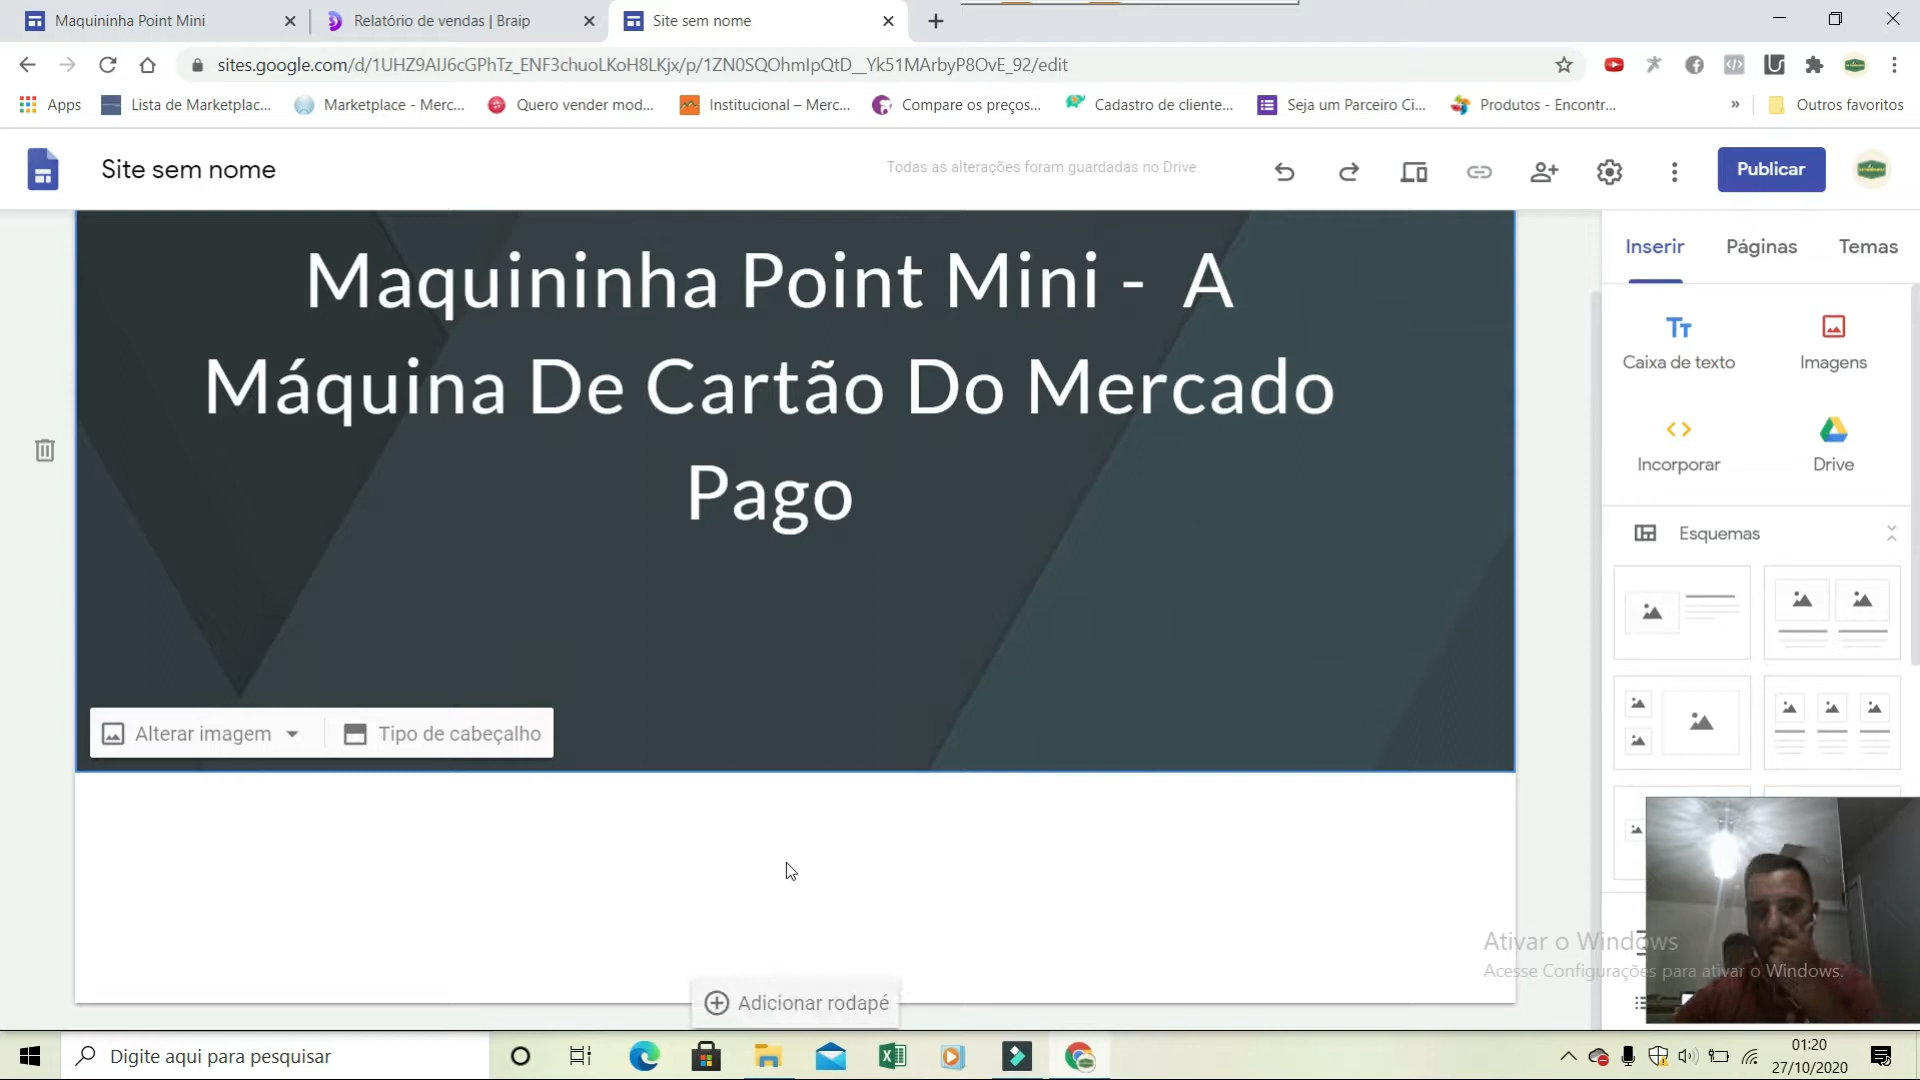 Maquininha Point Mini
Relatório de vendas | Braip
Site sem nome
sites.google.com/d/1UHZ9AlJ6cGPhTz_ENF3chuoLKoH8LKjx/p/1ZN0SQOhmIpQtD__Yk51MArbyP8OvE_92/edit
Apps
Lista de Marketplac...
Marketplace - Merc...
Quero vender mod...
Institucional – Merc...
Compare os preços...
Cadastro de cliente...
Seja um Parceiro Ci...
Produtos - Encontr...
»
Outros favoritos
Site sem nome
Todas as alterações foram guardadas no Drive
Publicar
Inserir
Páginas
Temas
Maquininha Point Mini - A
Máquina De Cartão Do Mercado
Pago
Tт
Caixa de texto
Imagens
Incorporar
Drive
Esquemas
Alterar imagem
Tipo de cabeçalho
Ativar o Windows
Acesse Configurações para ativar o Windows.
Adicionar rodapé
Digite aqui para pesquisar
01:20
27/10/2020